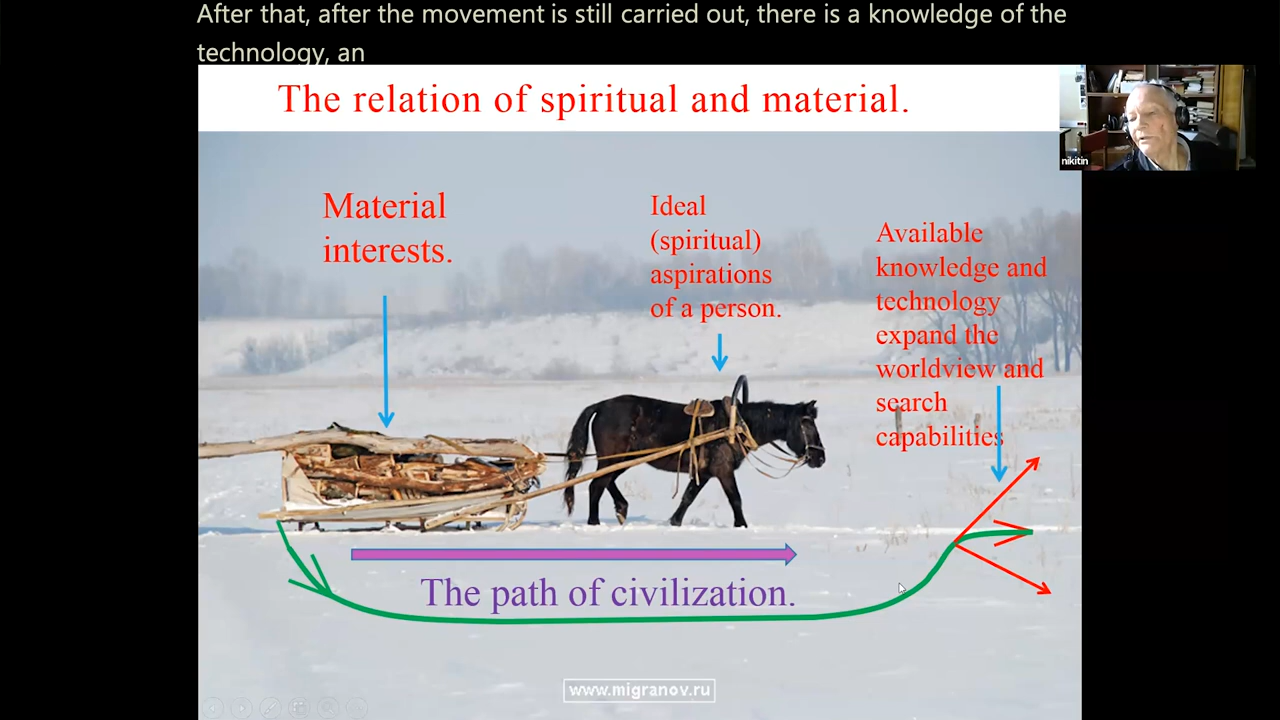 After that, after the movement is still carried out, there is a knowledge of the
technology, an
The relation of spiritual and material.
nikitin
Material
interests.
Ideal
(spiritual)
aspirations
of a person.
Available
knowledge and
technology
expand the
worldview and
search
capabilities
The path of civilization.
www.migranov.ru